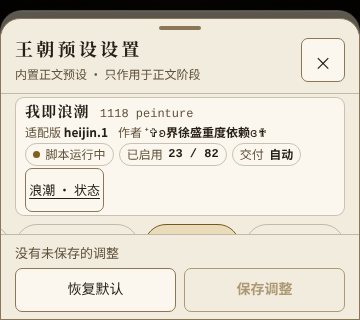 王朝预设设置
内置正文预设 · 只作用于正文阶段
我即浪潮 1118 peinture
适配版 heijin.1 作者 ˚✞ʚ界徐盛重度依赖ɞ✟
脚本运行中 已启用 23 / 82 交付 自动
浪潮 · 状态
没有未保存的调整
恢复默认 保存调整